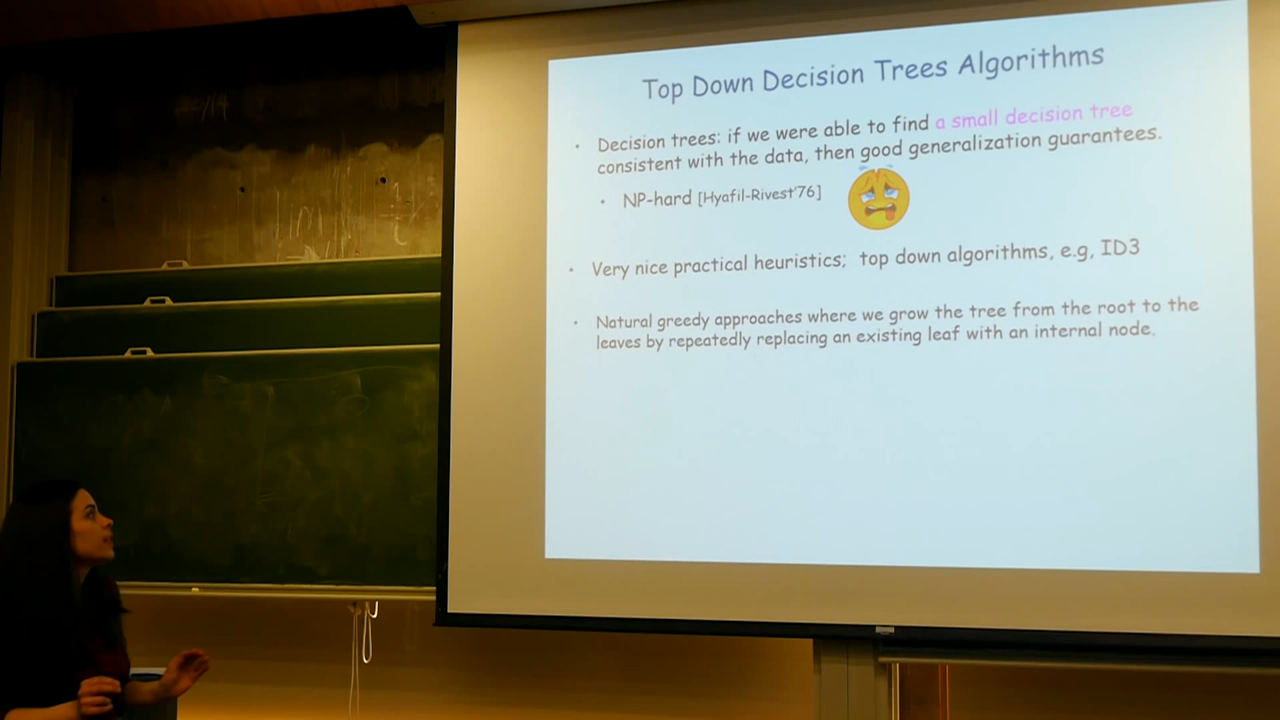 Top Down Decision Trees Algorithms
• Decision trees: if we were able to find a small decision tree
consistent with the data, then good generalization guarantees.
• NP-hard [Hyafil-Rivest'76]
• Very nice practical heuristics; top down algorithms, e.g, ID3
• Natural greedy approaches where we grow the tree from the root to the
leaves by repeatedly replacing an existing leaf with an internal node.